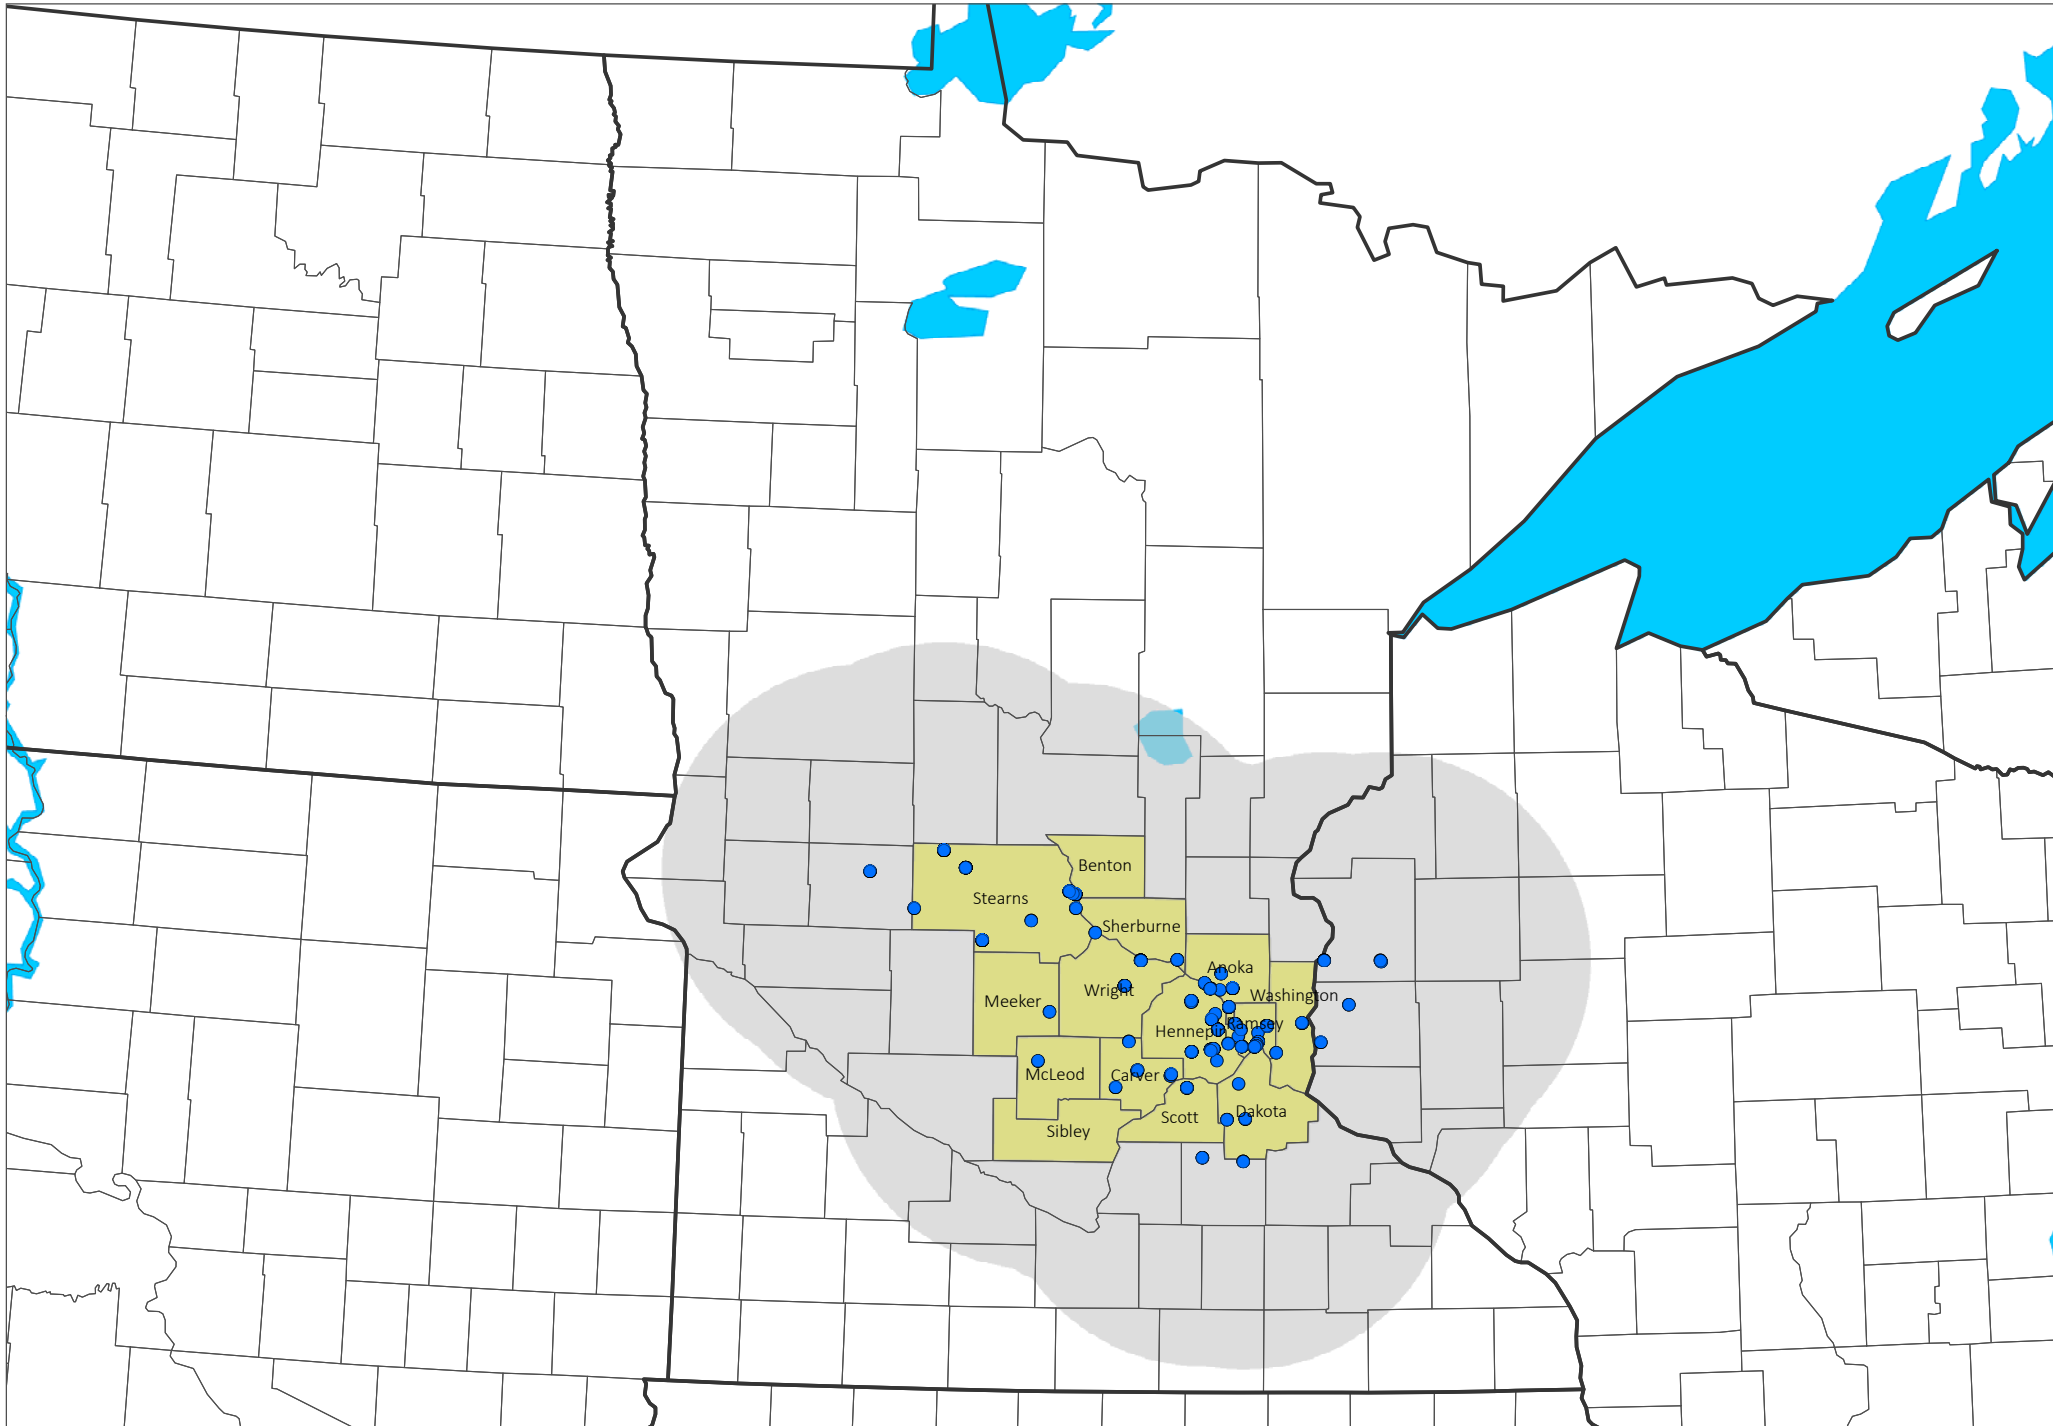 Benton
Stearns
Sherburne
Anoka
Meeker
Wright
Washington
Hennepin
Ramsey
McLeod
Carver
Dakota
Scott
Sibley